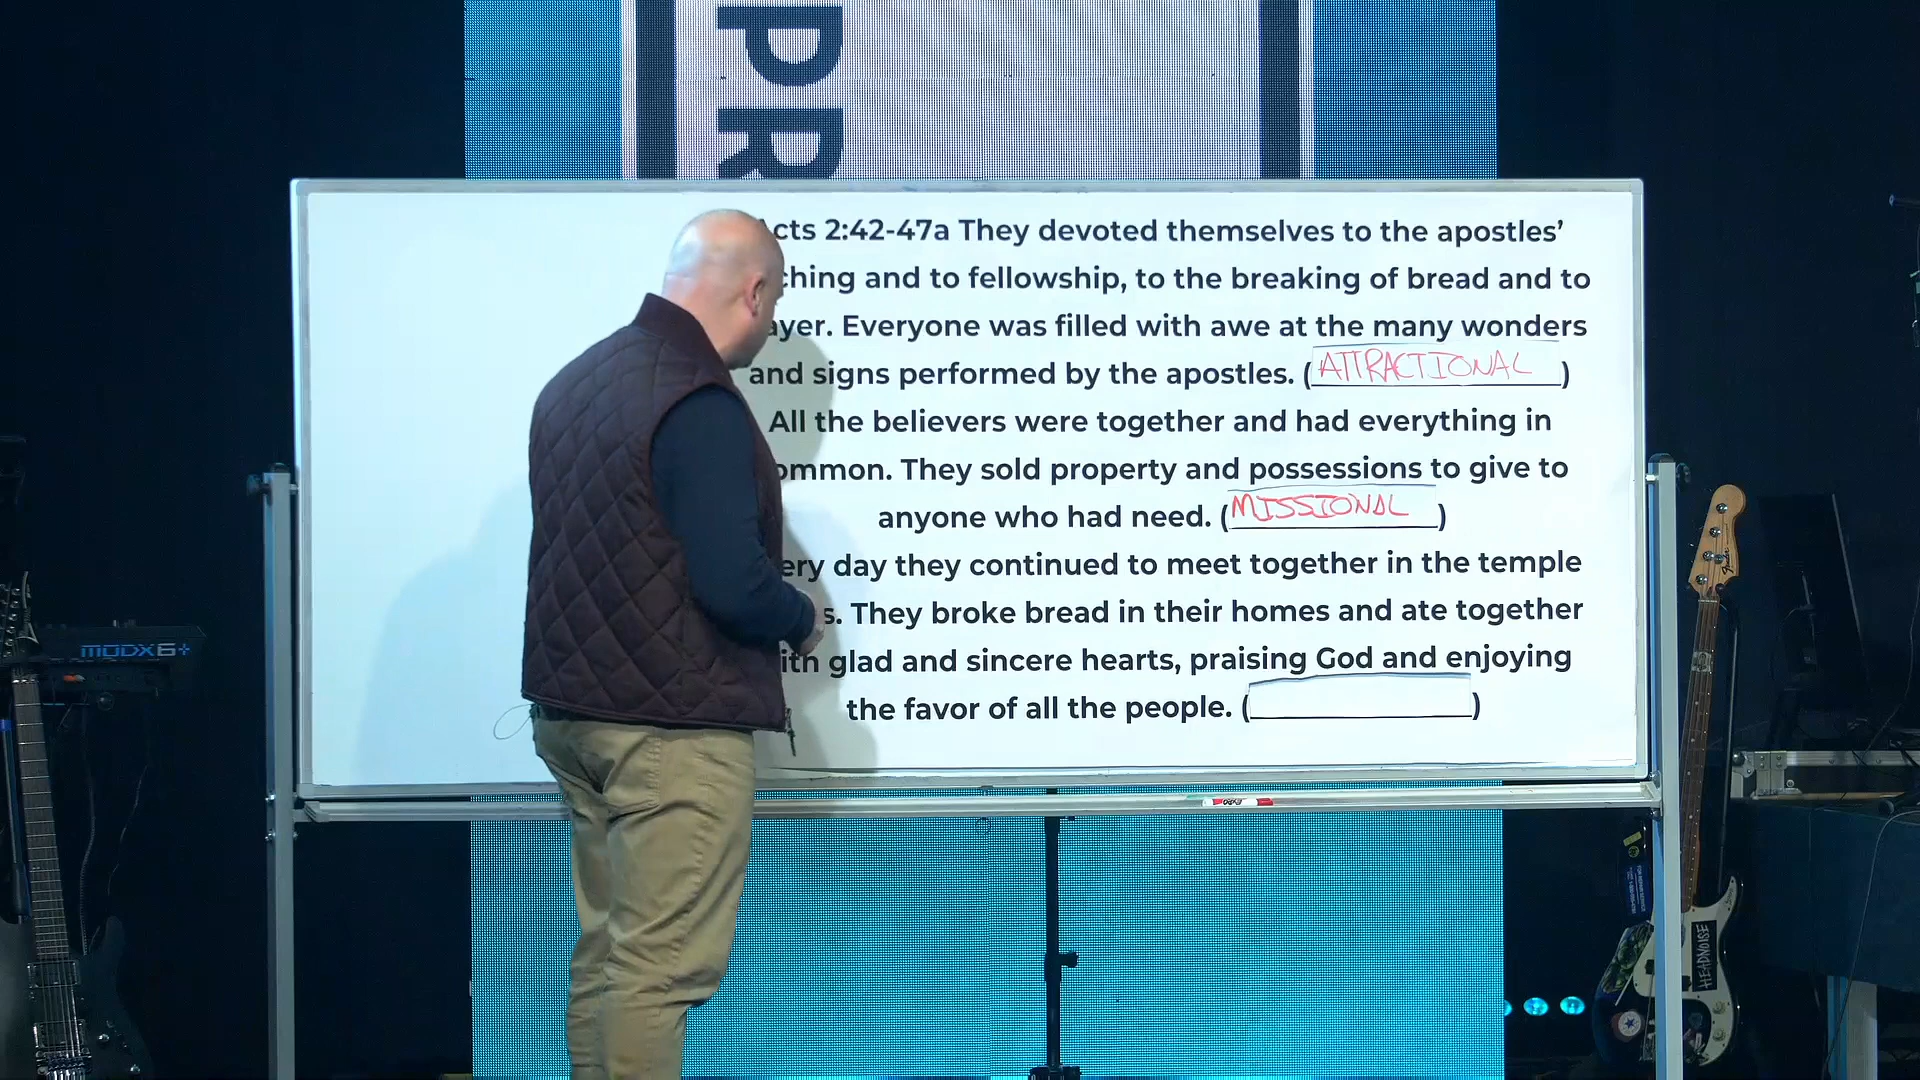 PR
Acts 2:42-47a They devoted themselves to the apostles’
ching and to fellowship, to the breaking of bread and to
ayer. Everyone was filled with awe at the many wonders
and signs performed by the apostles. (ATTRACTIONAL)
All the believers were together and had everything in
ommon. They sold property and possessions to give to
anyone who had need. (MISSIONAL)
ery day they continued to meet together in the temple
s. They broke bread in their homes and ate together
ith glad and sincere hearts, praising God and enjoying
the favor of all the people. ( )
MODX6+
Fender
HEADNOISE